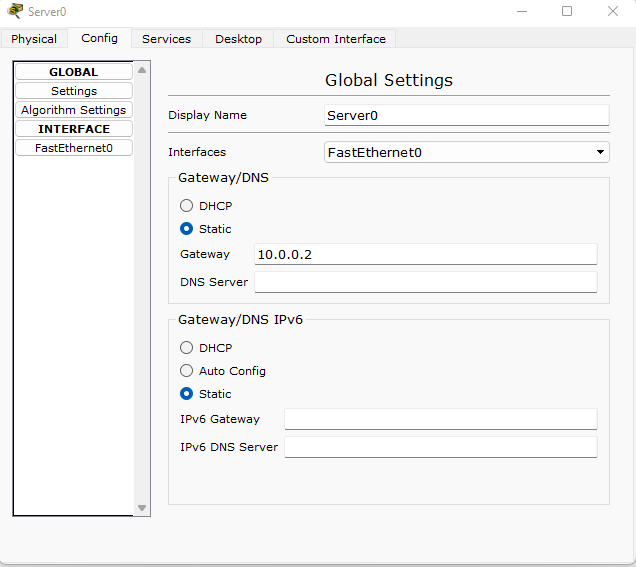 Server0
Physical Config Services Desktop Custom Interface
GLOBAL
Settings
Algorithm Settings
INTERFACE
FastEthernet0
Global Settings
Display Name Server0
Interfaces FastEthernet0
Gateway/DNS
DHCP
Static
Gateway 10.0.0.2
DNS Server
Gateway/DNS IPv6
DHCP
Auto Config
Static
IPv6 Gateway
IPv6 DNS Server